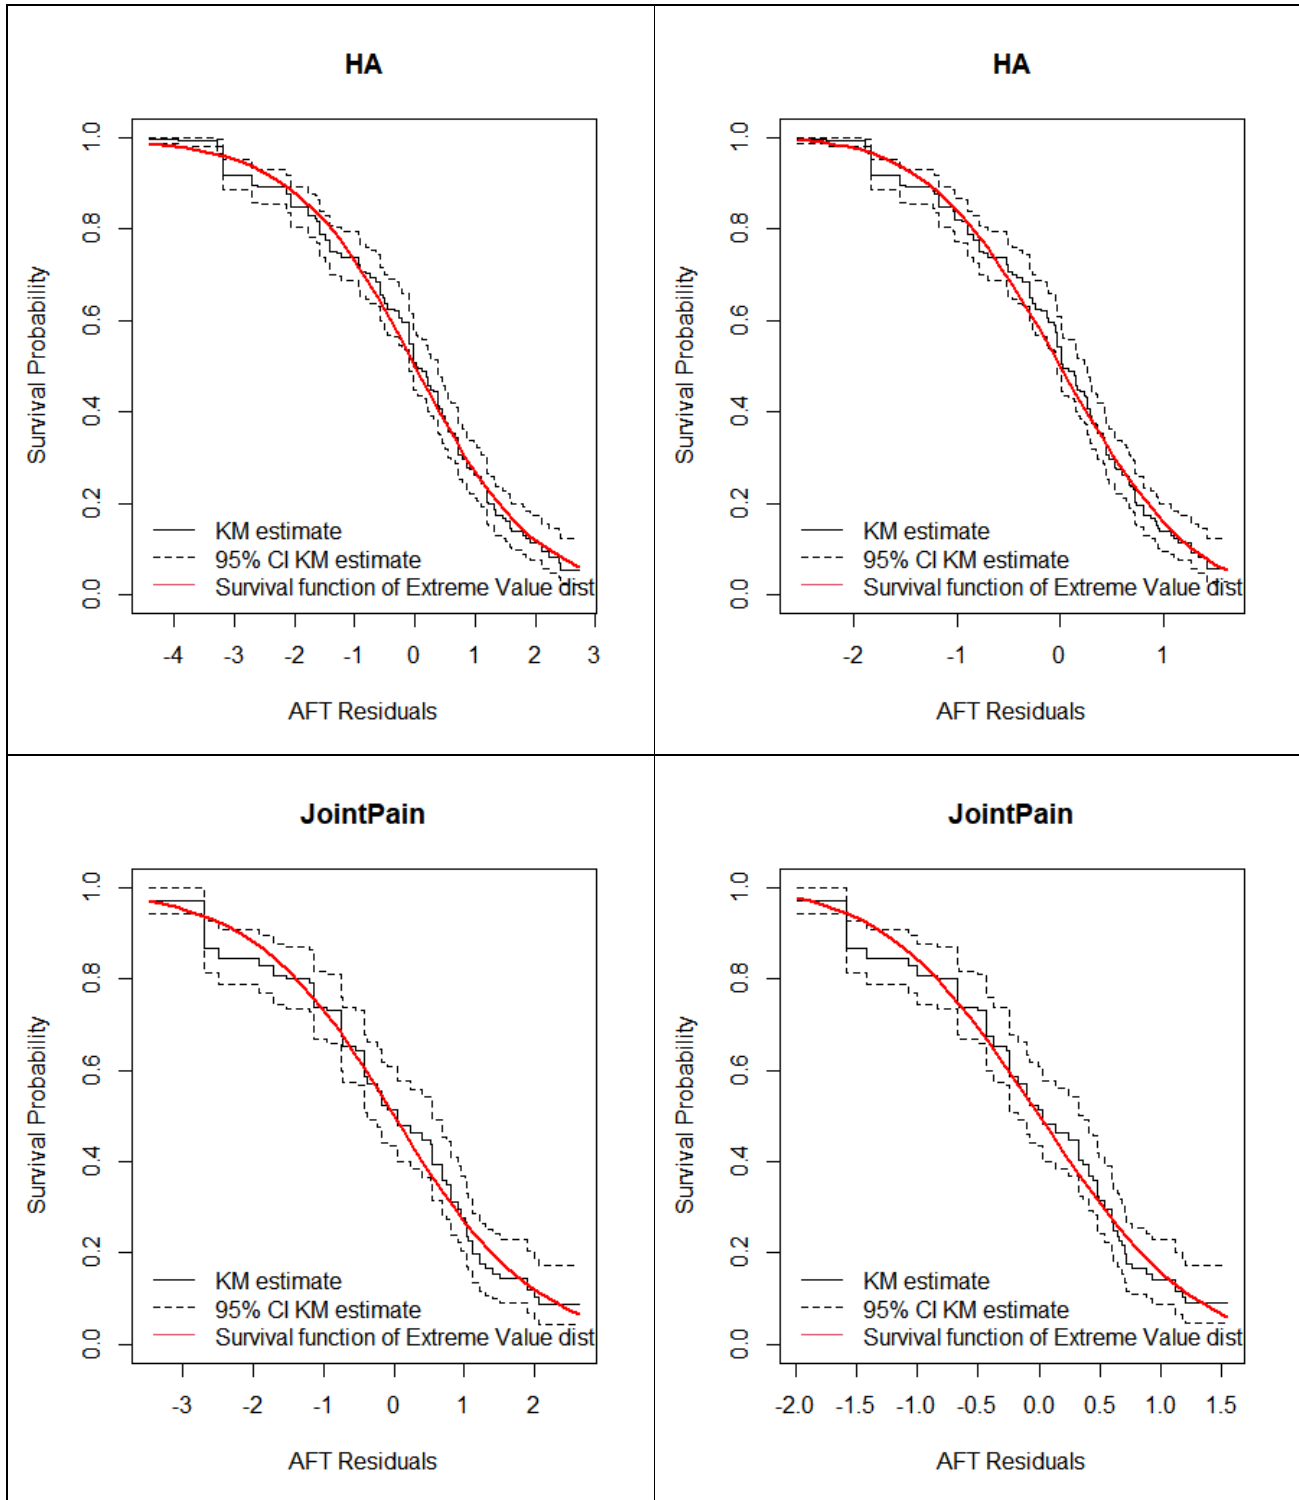 HA
Survival Probability
1.0
0.8
0.6
0.4
0.2
0.0
KM estimate
95% CI KM estimate
Survival function of Extreme Value dist
-4 -3 -2 -1 0 1 2 3
AFT Residuals
HA
Survival Probability
1.0
0.8
0.6
0.4
0.2
0.0
KM estimate
95% CI KM estimate
Survival function of Extreme Value dist
-2 -1 0 1
AFT Residuals
JointPain
Survival Probability
1.0
0.8
0.6
0.4
0.2
0.0
KM estimate
95% CI KM estimate
Survival function of Extreme Value dist
-3 -2 -1 0 1 2
AFT Residuals
JointPain
Survival Probability
1.0
0.8
0.6
0.4
0.2
0.0
KM estimate
95% CI KM estimate
Survival function of Extreme Value dist
-2.0 -1.5 -1.0 -0.5 0.0 0.5 1.0 1.5
AFT Residuals